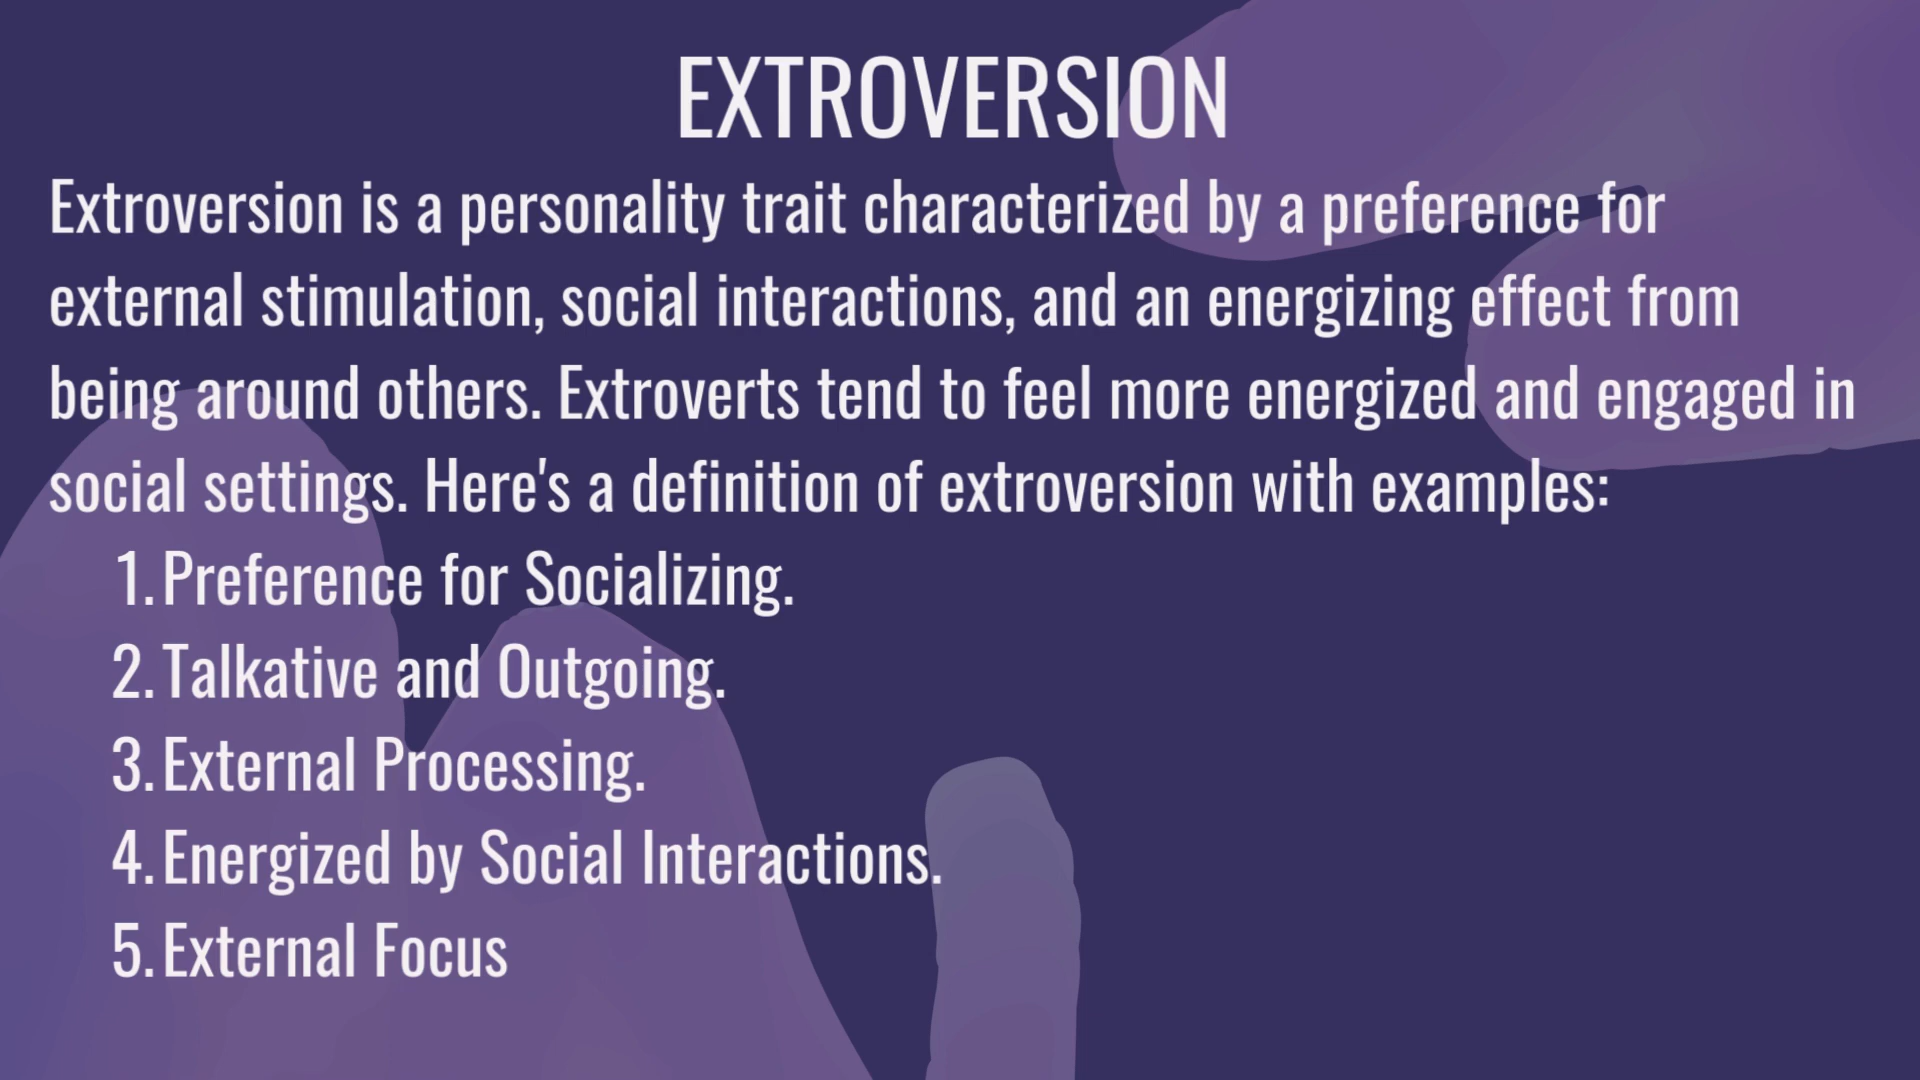 EXTROVERSION
Extroversion is a personality trait characterized by a preference for
external stimulation, social interactions, and an energizing effect from
being around others. Extroverts tend to feel more energized and engaged in
social settings. Here's a definition of extroversion with examples:
1. Preference for Socializing.
2. Talkative and Outgoing.
3. External Processing.
4. Energized by Social Interactions.
5. External Focus